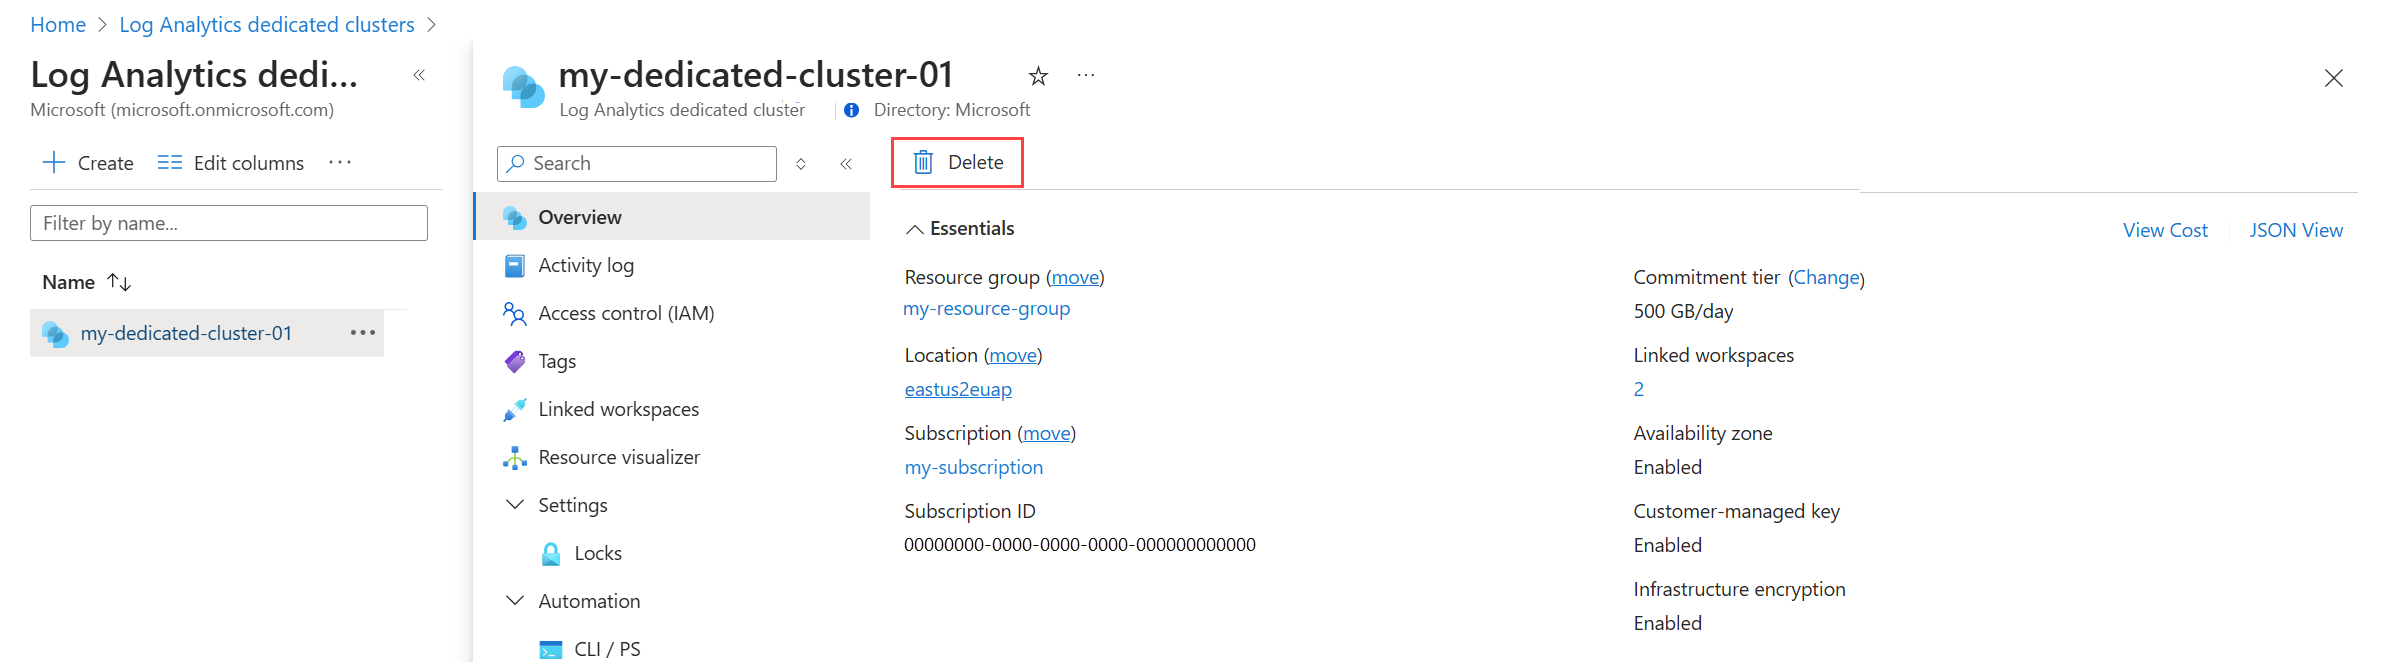 Home > Log Analytics dedicated clusters >
Log Analytics dedi...
Microsoft (microsoft.onmicrosoft.com)
Create Edit columns ...
Filter by name...
Name
my-dedicated-cluster-01 ...
my-dedicated-cluster-01 ...
Log Analytics dedicated cluster Directory: Microsoft
Search
Overview
Activity log
Access control (IAM)
Tags
Linked workspaces
Resource visualizer
Settings
Locks
Automation
CLI / PS
Delete
Essentials
View Cost JSON View
Resource group (move)
my-resource-group
Location (move)
eastus2euap
Subscription (move)
my-subscription
Subscription ID
00000000-0000-0000-0000-000000000000
Commitment tier (Change)
500 GB/day
Linked workspaces
2
Availability zone
Enabled
Customer-managed key
Enabled
Infrastructure encryption
Enabled